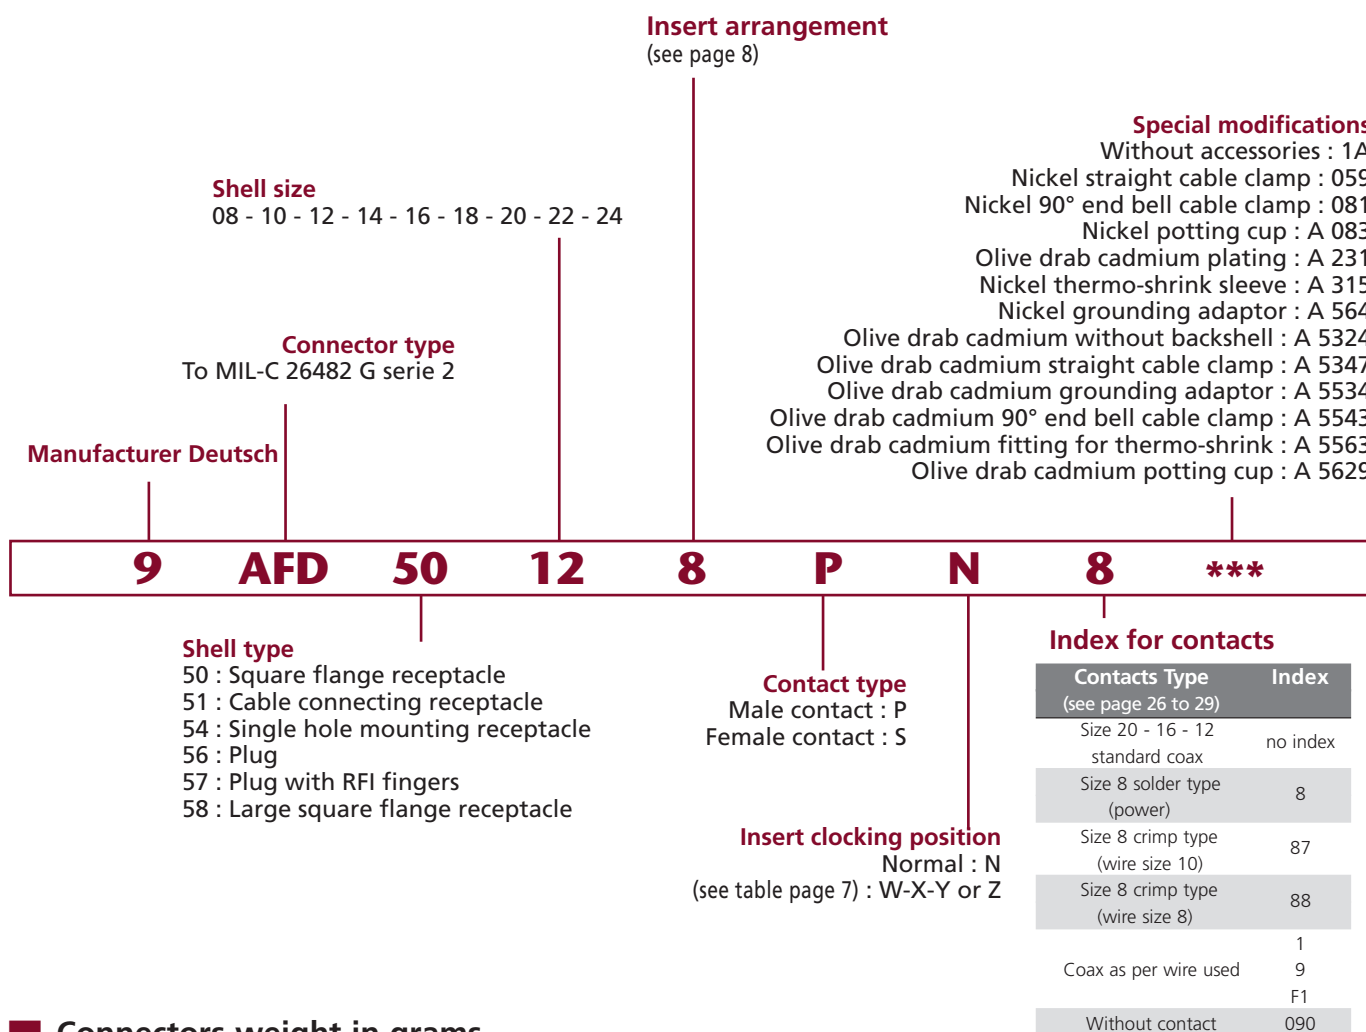 Insert arrangement
(see page 8)
Special modifications
Without accessories : 1A
Nickel straight cable clamp : 059
Nickel 90° end bell cable clamp : 081
Nickel potting cup : A 083
Olive drab cadmium plating : A 231
Nickel thermo-shrink sleeve : A 315
Nickel grounding adaptor : A 564
Olive drab cadmium without backshell : A 5324
Olive drab cadmium straight cable clamp : A 5347
Olive drab cadmium grounding adaptor : A 5534
Olive drab cadmium 90° end bell cable clamp : A 5543
Olive drab cadmium fitting for thermo-shrink : A 5563
Olive drab cadmium potting cup : A 5629
Shell size
08 - 10 - 12 - 14 - 16 - 18 - 20 - 22 - 24
Connector type
To MIL-C 26482 G serie 2
Manufacturer Deutsch
9 AFD 50 12 8 P N 8 ***
Shell type
50 : Square flange receptacle
51 : Cable connecting receptacle
54 : Single hole mounting receptacle
56 : Plug
57 : Plug with RFI fingers
58 : Large square flange receptacle
Contact type
Male contact : P
Female contact : S
Insert clocking position
Normal : N
(see table page 7) : W-X-Y or Z
Index for contacts
Contacts Type Index
(see page 26 to 29)
Size 20 - 16 - 12
standard coax no index
Size 8 solder type
(power) 8
Size 8 crimp type
(wire size 10) 87
Size 8 crimp type
(wire size 8) 88
1
Coax as per wire used 9
F1
Without contact 090
Connectors weight in grams